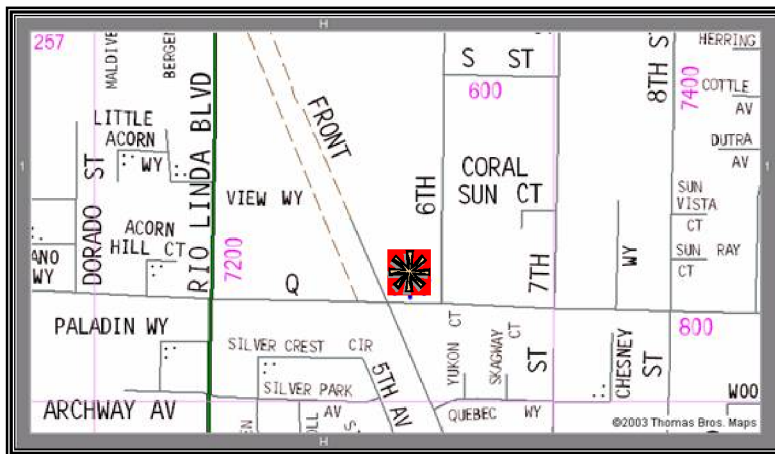 H
257
MALDIVE
BERGEN
RIO LINDA BLVD
FRONT
S ST
600
8TH S
7400
HERRING
COTTLE
AV
DUTRA
AV
LITTLE
ACORN
WY
DORADO ST
VIEW WY
6TH
CORAL
SUN CT
SUN
VISTA
CT
SUN RAY
CT
ACORN
HILL CT
ANO
WY
7200
Q
7TH
ST
WY
800
PALADIN WY
SILVER CREST CIR
SILVER PARK
AV
5TH AV
YUKON CT
SKAGWAY CT
CHESNEY
ST
WOO
ARCHWAY AV
QUEBEC WY
©2003 Thomas Bros. Maps
H
1
1